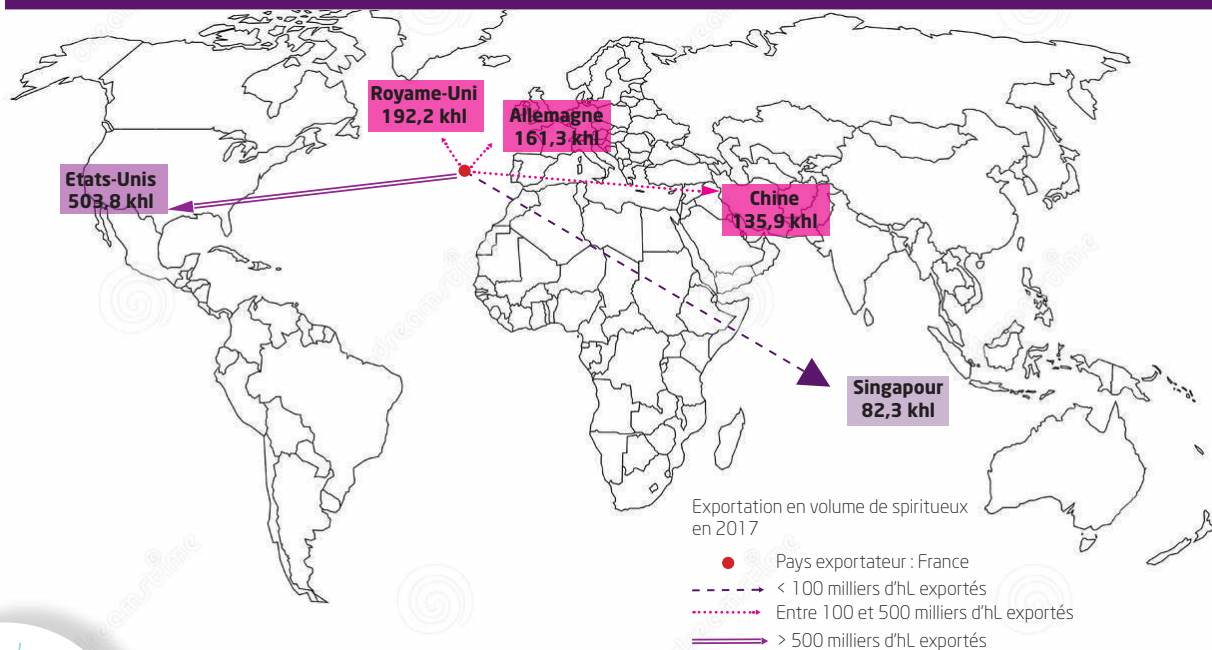 Royame-Uni
192,2 khl
Allemagne
161,3 khl
Etats-Unis
503,8 khl
Chine
135,9 khl
Singapour
82,3 khl
Exportation en volume de spiritueux
en 2017
Pays exportateur : France
< 100 milliers d'hL exportés
Entre 100 et 500 milliers d'hL exportés
> 500 milliers d'hL exportés
dreamstime